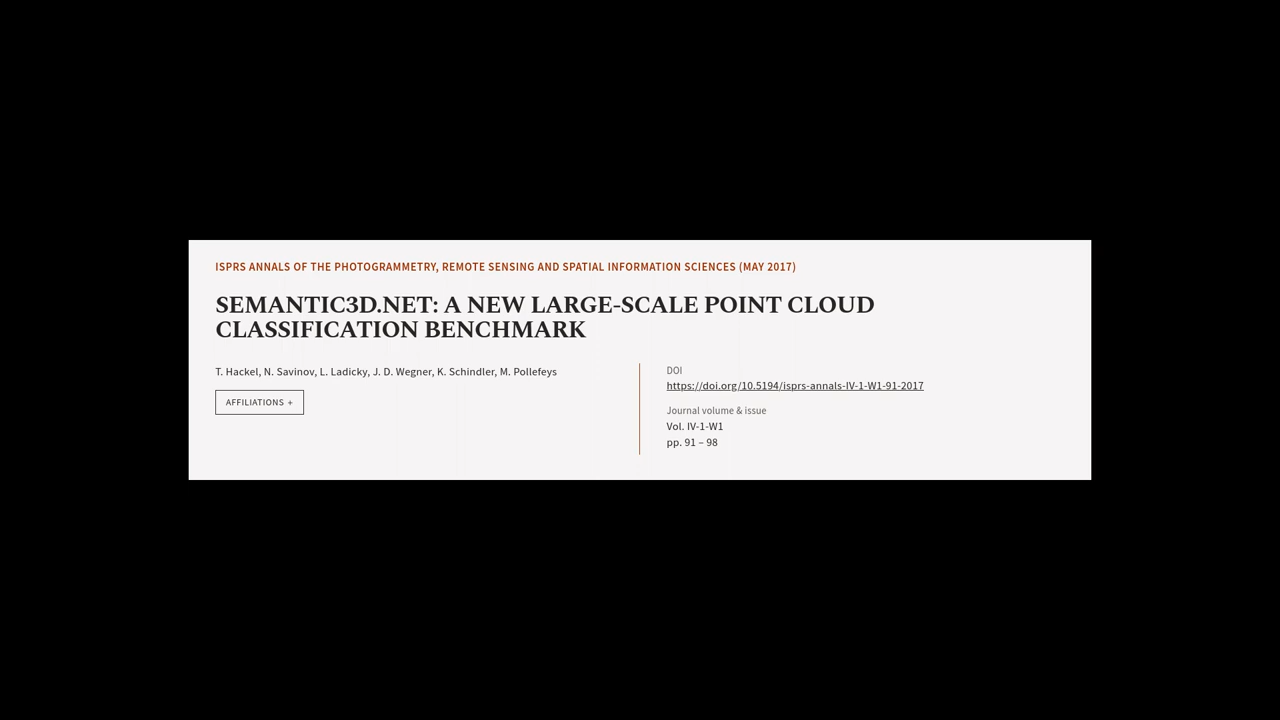 ISPRS ANNALS OF THE PHOTOGRAMMETRY, REMOTE SENSING AND SPATIAL INFORMATION SCIENCES (MAY 2017)
SEMANTIC3D.NET: A NEW LARGE-SCALE POINT CLOUD
CLASSIFICATION BENCHMARK
T. Hackel, N. Savinov, L. Ladicky, J. D. Wegner, K. Schindler, M. Pollefeys
AFFILIATIONS +
DOI
https://doi.org/10.5194/isprs-annals-IV-1-W1-91-2017
Journal volume & issue
Vol. IV-1-W1
pp. 91 – 98